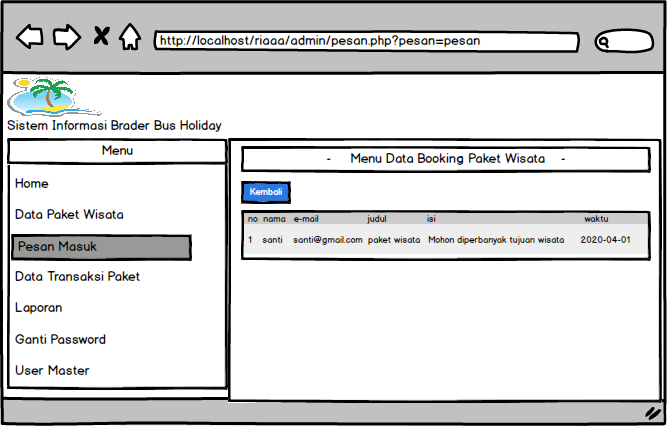 http://localhost/riaaa/admin/pesan.php?pesan=pesan
Sistem Informasi Brader Bus Holiday
Menu
Home
Data Paket Wisata
Pesan Masuk
Data Transaksi Paket
Laporan
Ganti Password
User Master
- Menu Data Booking Paket Wisata -
Kembali
no nama e-mail judul isi waktu
1 santi santi@gmail.com paket wisata Mohon diperbanyak tujuan wisata 2020-04-01